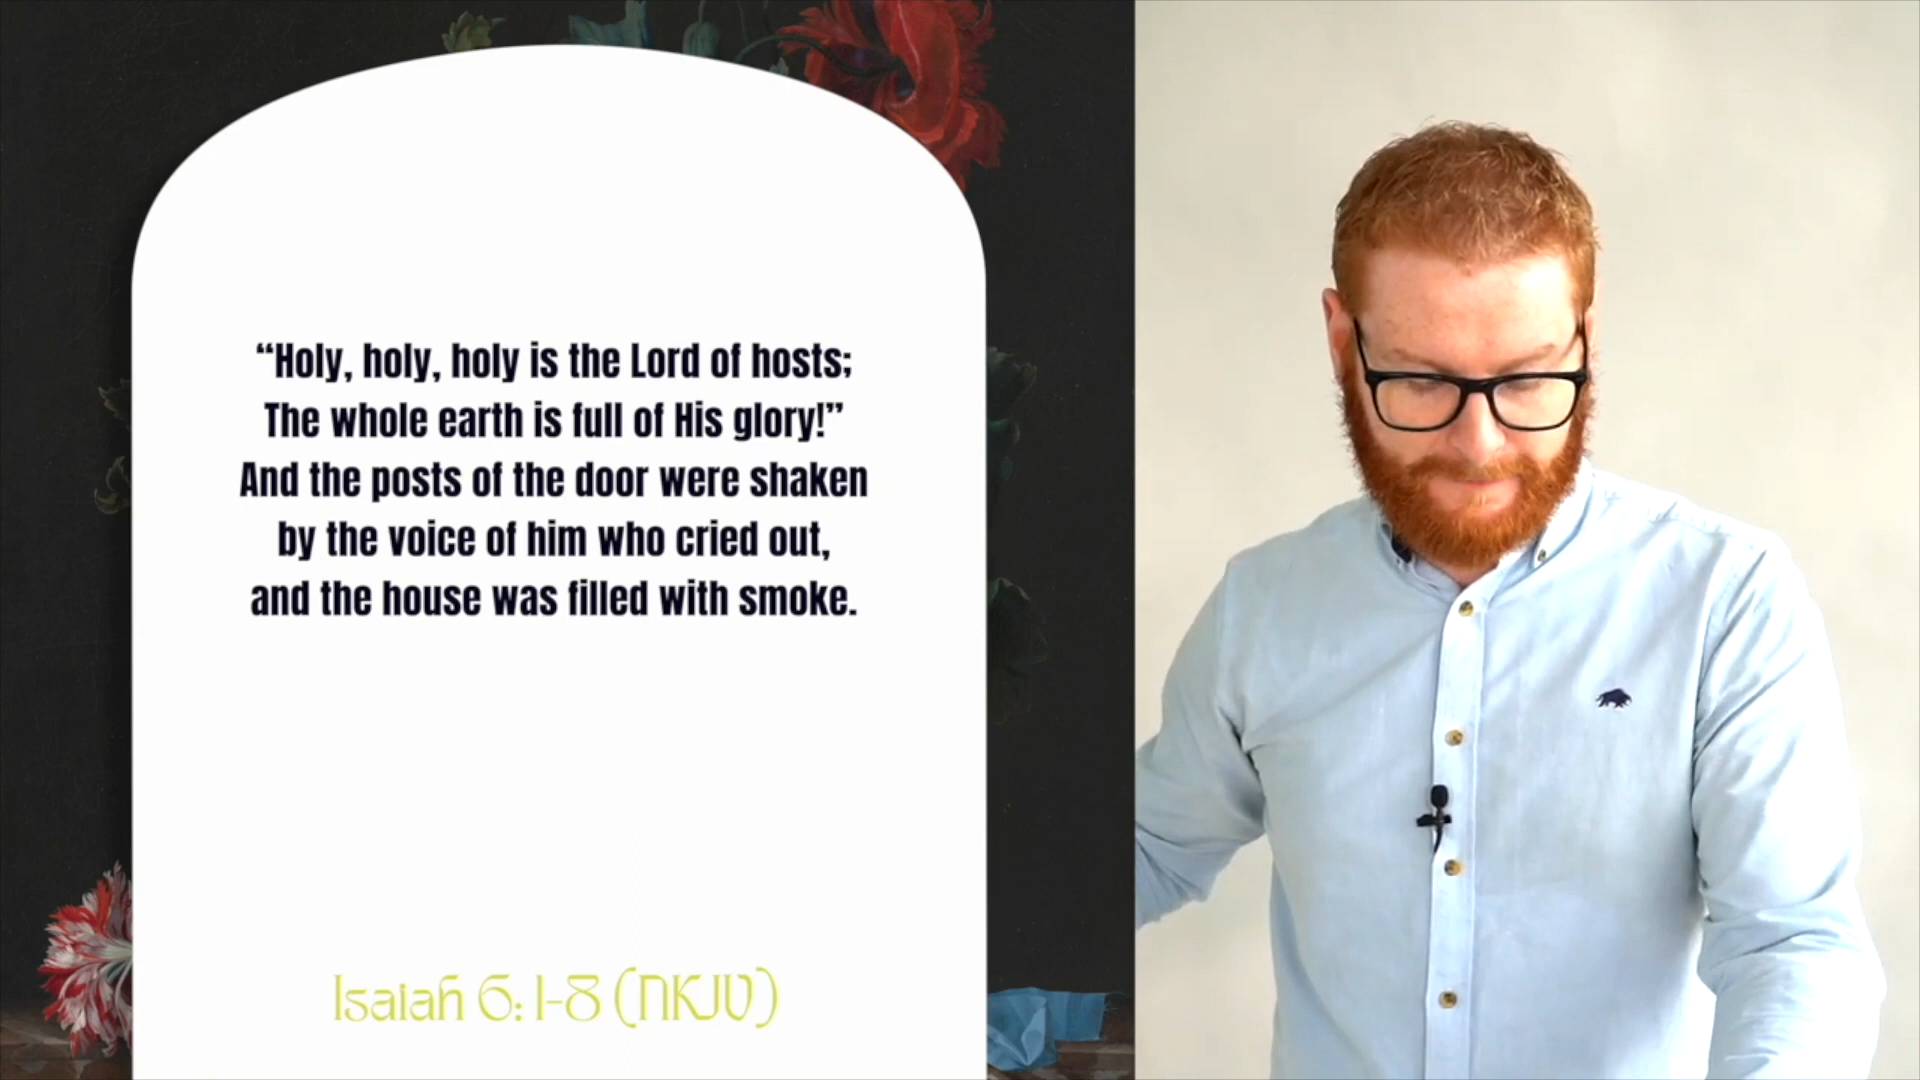 “Holy, holy, holy is the Lord of hosts;
The whole earth is full of His glory!”
And the posts of the door were shaken
by the voice of him who cried out,
and the house was filled with smoke.
Isaiah 6: 1-8 (NKJV)